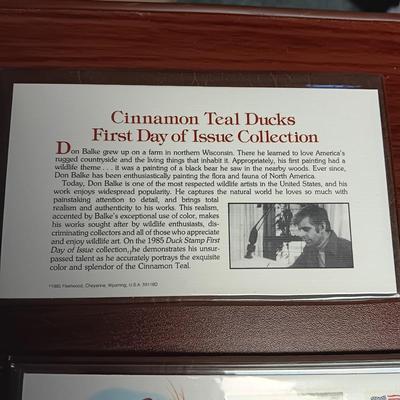 Cinnamon Teal Ducks
First Day of Issue Collection
Don Balke grew up on a farm in northern Wisconsin. There he learned to love America's
rugged countryside and the living things that inhabit it. Appropriately, his first painting had a
wildlife theme . . . it was a painting of a black bear he saw in the nearby woods. Ever since,
Don Balke has been enthusiastically painting the flora and fauna of North America.
Today, Don Balke is one of the most respected wildlife artists in the United States, and his
work enjoys widespread popularity. He captures the natural world he loves so much with
painstaking attention to detail, and brings total
realism and authenticity to his works. This realism,
accented by Balke's exceptional use of color, makes
his works sought after by wildlife enthusiasts, dis-
criminating collectors and all of those who appreciate
and enjoy wildlife art. On the 1985 Duck Stamp First
Day of Issue collection, he demonstrates his unsur-
passed talent as he accurately portrays the exquisite
color and splendor of the Cinnamon Teal.
©1985 Fleetwood, Cheyenne, Wyoming, U.S.A.